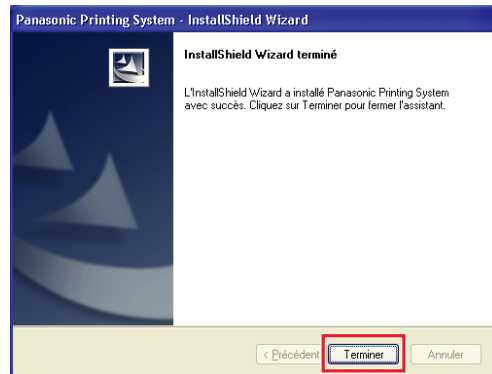 Panasonic Printing System - InstallShield Wizard
InstallShield Wizard terminé
L'InstallShield Wizard a installé Panasonic Printing System
avec succès. Cliquez sur Terminer pour fermer l'assistant.
< Précédent Terminer Annuler